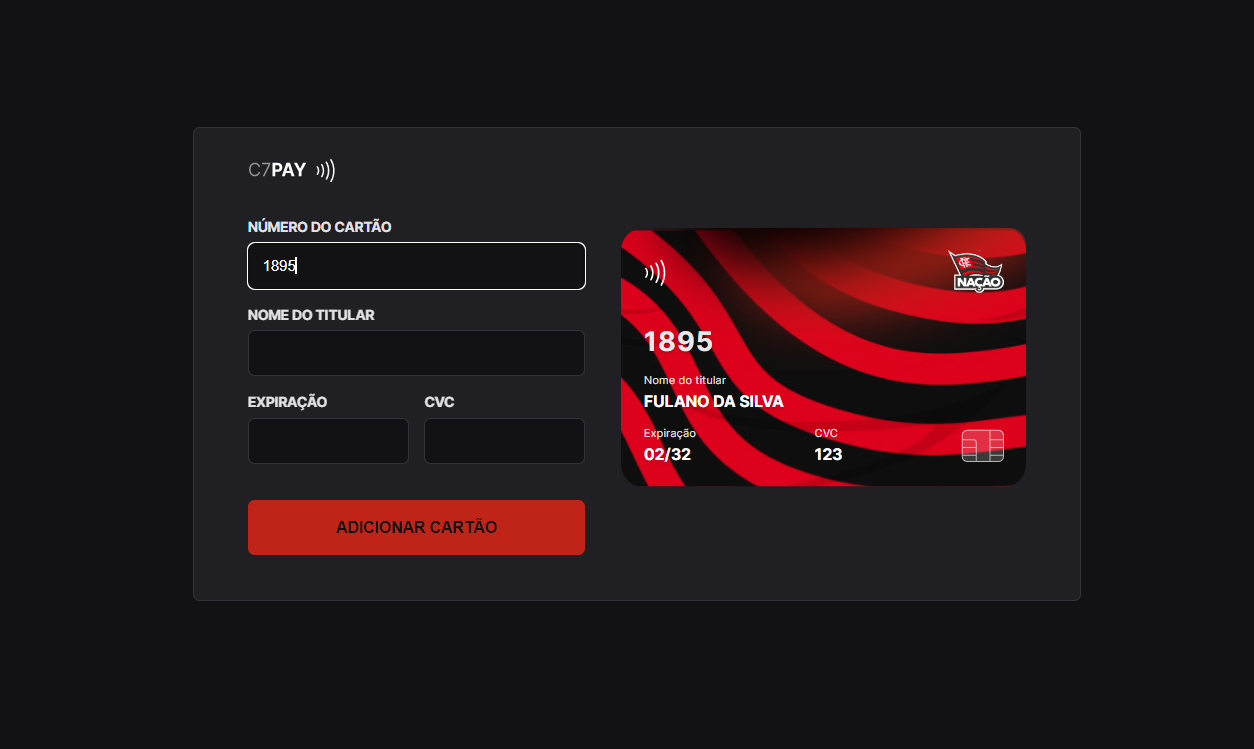 C7PAY
NÚMERO DO CARTÃO
1895
NOME DO TITULAR
EXPIRAÇÃO
CVC
ADICIONAR CARTÃO
NAÇÃO
1895
Nome do titular
FULANO DA SILVA
Expiração
CVC
02/32
123